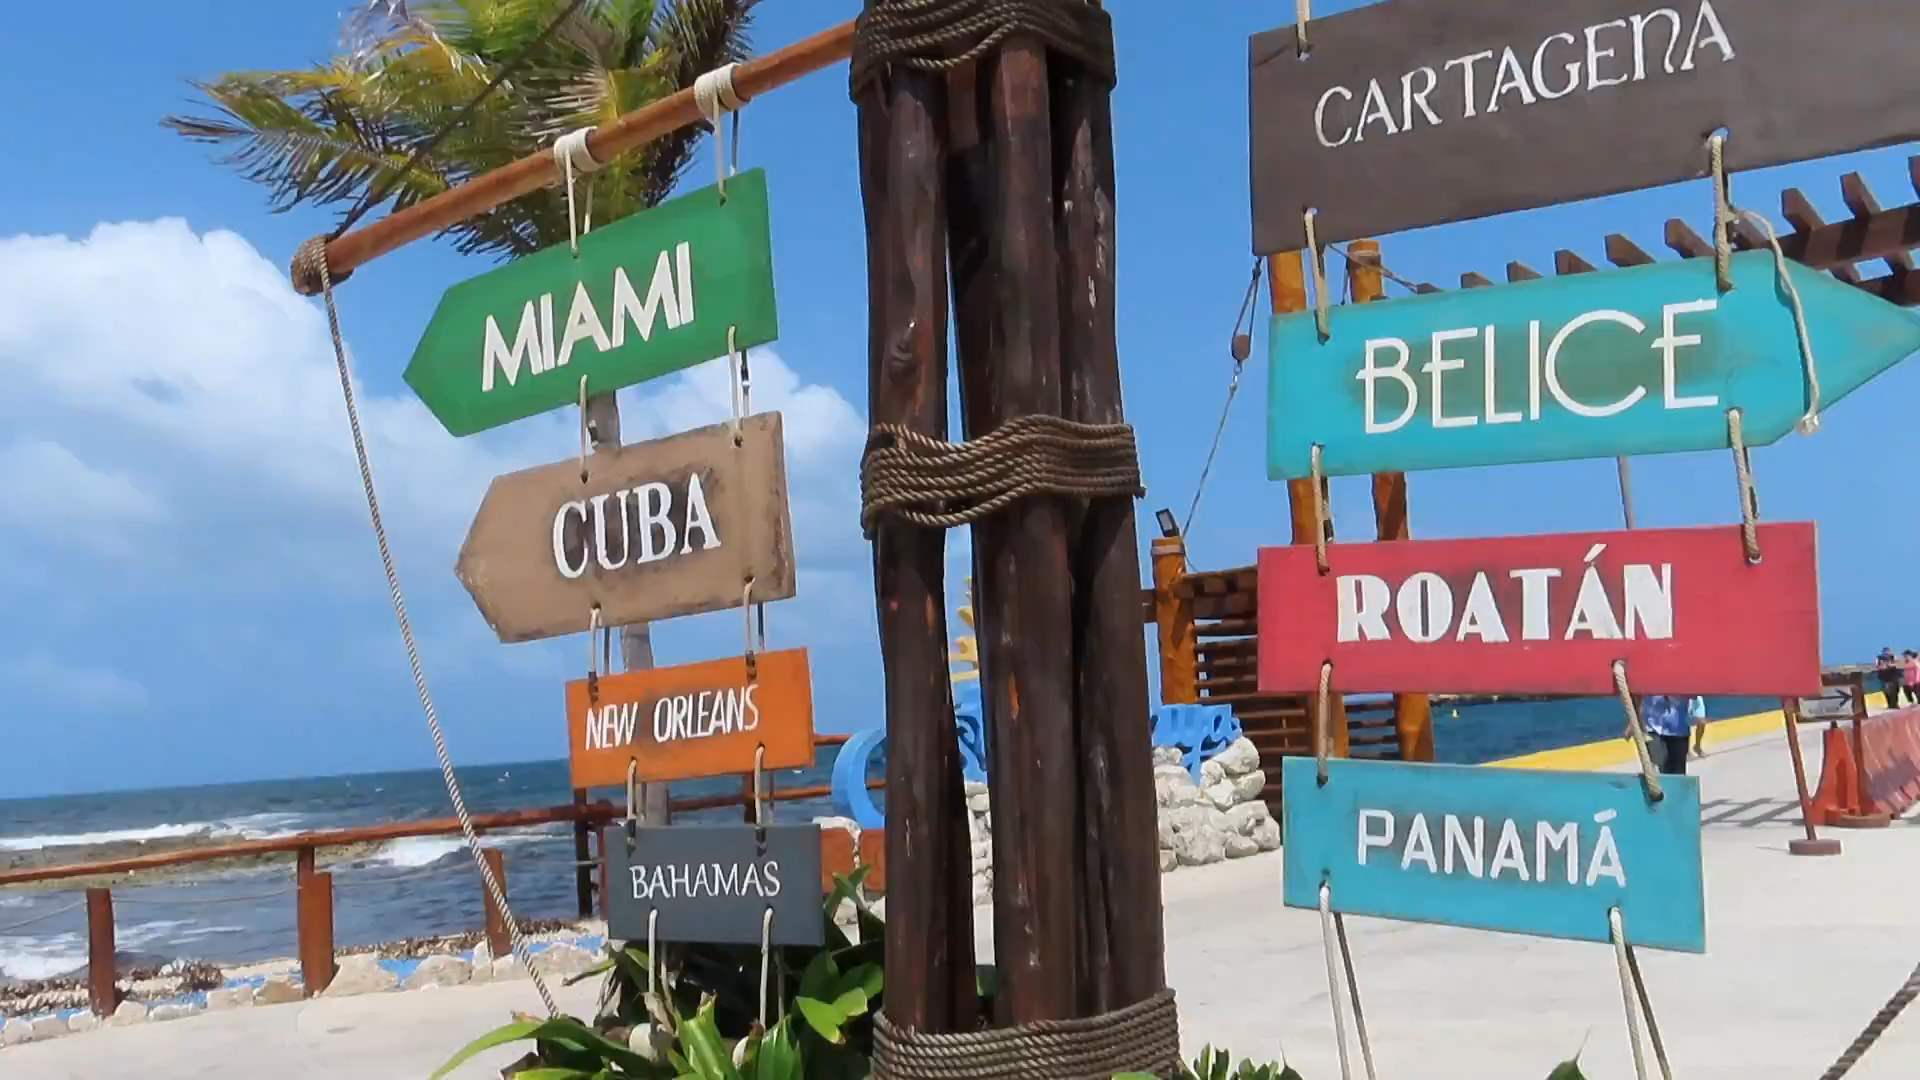 MIAMI
CUBA
NEW ORLEANS
BAHAMAS
CARTAGENA
BELICE
ROATÁN
PANAMÁ